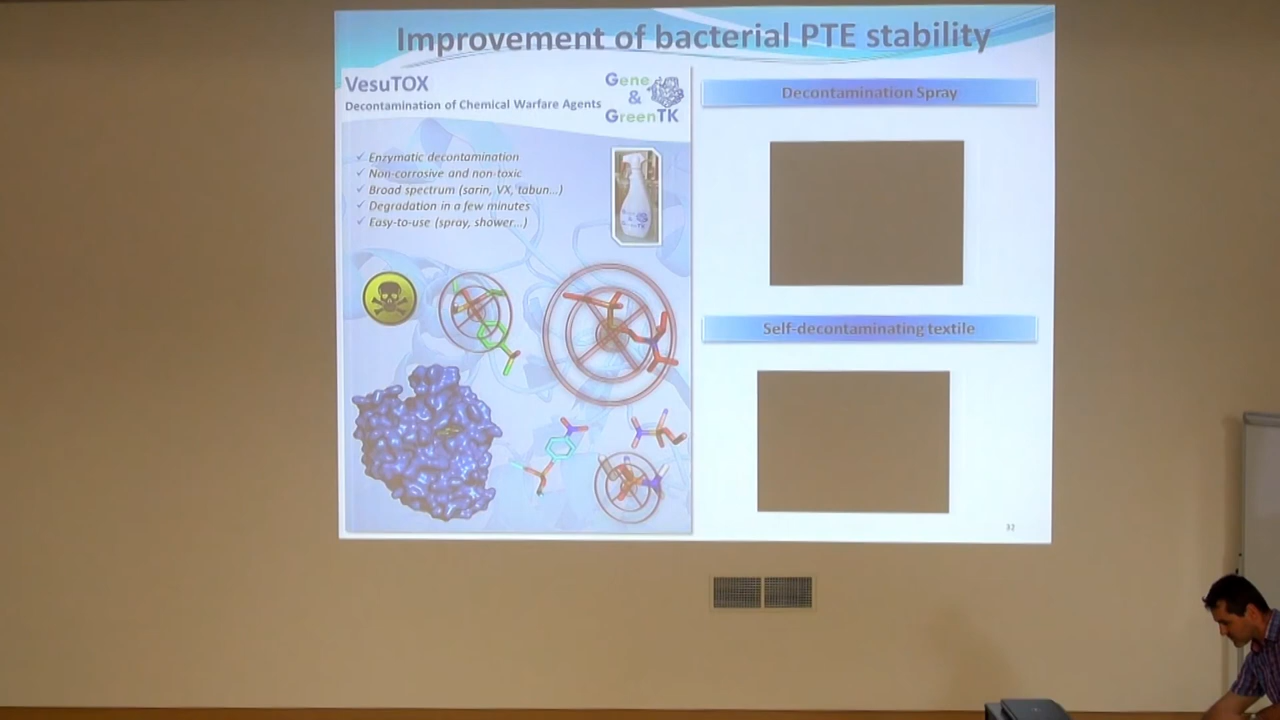 Improvement of bacterial PTE stability
VesuTOX
Decontamination of Chemical Warfare Agents
Gene
&
GreenTK
✓ Enzymatic decontamination
✓ Non-corrosive and non-toxic
✓ Broad spectrum (sarin, VX, tabun...)
✓ Degradation in a few minutes
✓ Easy-to-use (spray, shower...)
Decontamination Spray
Self-decontaminating textile
32